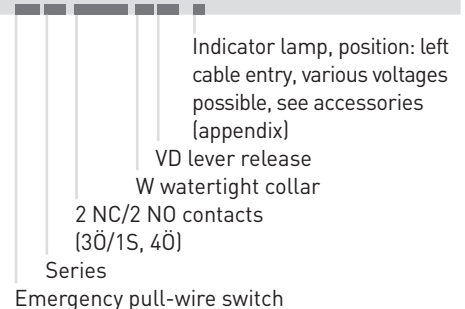 Indicator lamp, position: left
cable entry, various voltages
possible, see accessories
(appendix)
VD lever release
W watertight collar
2 NC/2 NO contacts
(3Ö/1S, 4Ö)
Series
Emergency pull-wire switch